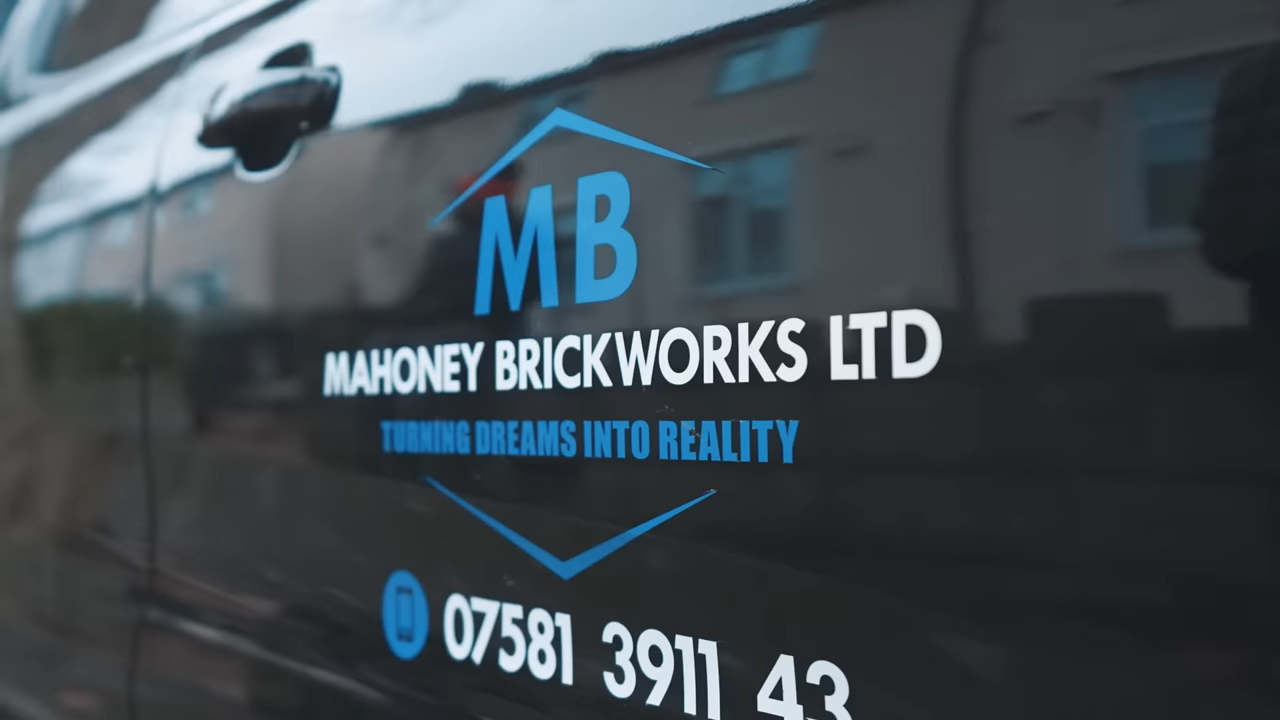 MB
MAHONEY BRICKWORKS LTD
TURNING DREAMS INTO REALITY
07581 3911 43